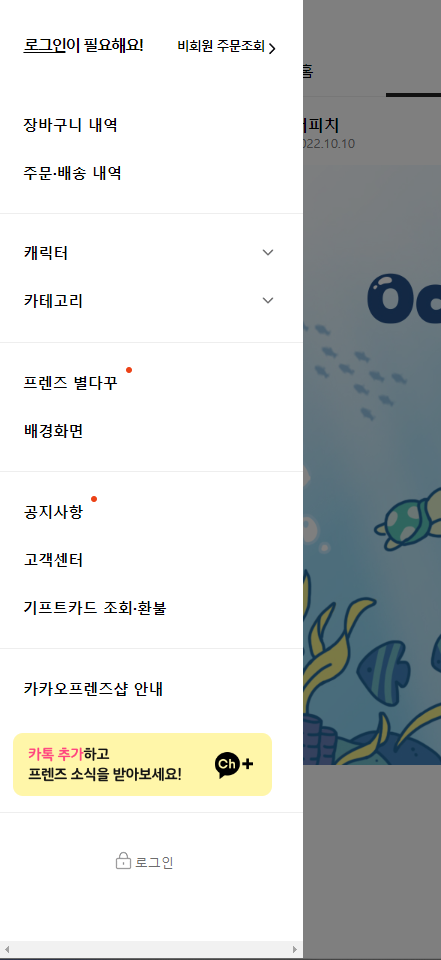 로그인이 필요해요!
비회원 주문조회
홈
장바구니 내역
피치
022.10.10
주문·배송 내역
캐릭터
카테고리
프렌즈 별다꾸
배경화면
공지사항
고객센터
기프트카드 조회·환불
카카오프렌즈샵 안내
카톡 추가하고
프렌즈 소식을 받아보세요!
Ch+
로그인